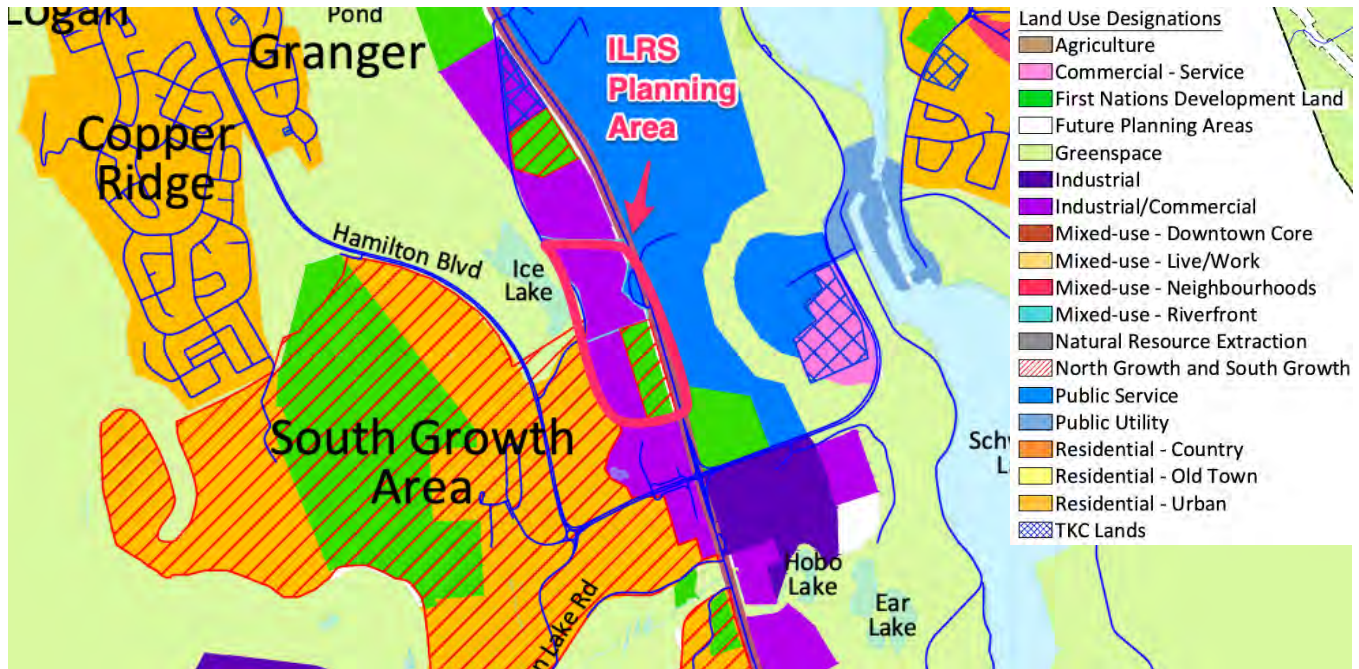 Logan
Pond
Granger
ILRS
Planning
Area
Copper
Ridge
Hamilton Blvd
Ice
Lake
South Growth
Area
Hobo
Lake
Ear
Lake
Lake Rd
Land Use Designations
Agriculture
Commercial - Service
First Nations Development Land
Future Planning Areas
Greenspace
Industrial
Industrial/Commercial
Mixed-use - Downtown Core
Mixed-use - Live/Work
Mixed-use - Neighbourhoods
Mixed-use - Riverfront
Natural Resource Extraction
North Growth and South Growth
Public Service
Public Utility
Residential - Country
Residential - Old Town
Residential - Urban
TKC Lands